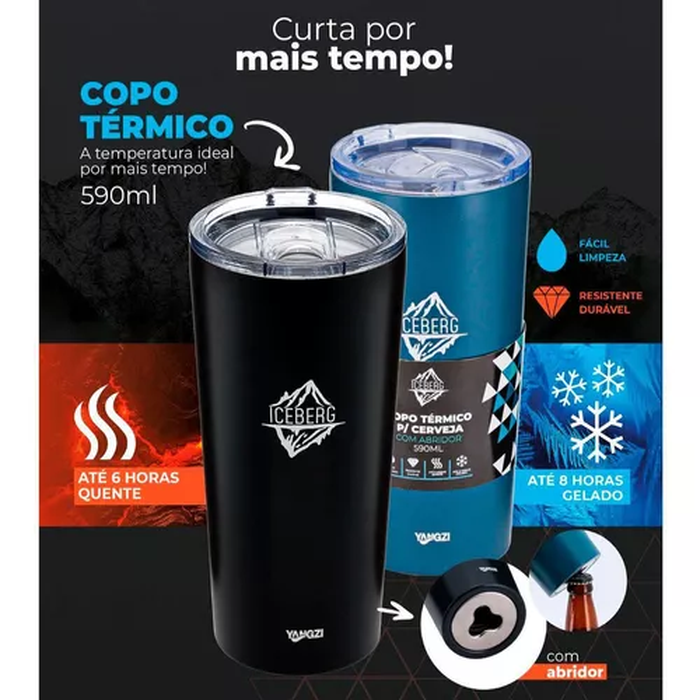 Curta por
mais tempo!
COPO
TÉRMICO
A temperatura ideal
por mais tempo!
590ml
FÁCIL
LIMPEZA
RESISTENTE
DURÁVEL
ICEBERG
ICEBERG
ICEBERG
OPO TÉRMICO
P/ CERVEJA
COM ABRIDOR
590ML
ATÉ 6 HORAS
QUENTE
ATÉ 8 HORAS
GELADO
YANGZI
YANGZI
com
abridor